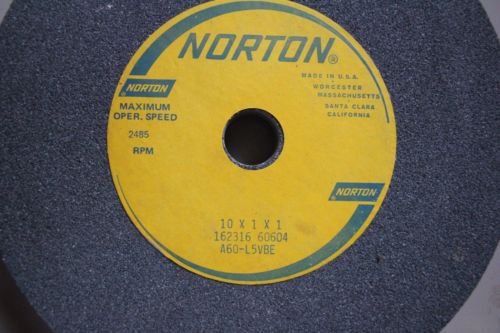 NORTON®
MADE IN U.S.A.
WORCESTER
MASSACHUSETTS
SANTA CLARA
CALIFORNIA
NORTON
MAXIMUM
OPER. SPEED
2485
RPM
NORTON
10 X 1 X 1
162316 60604
A60-L5VBE